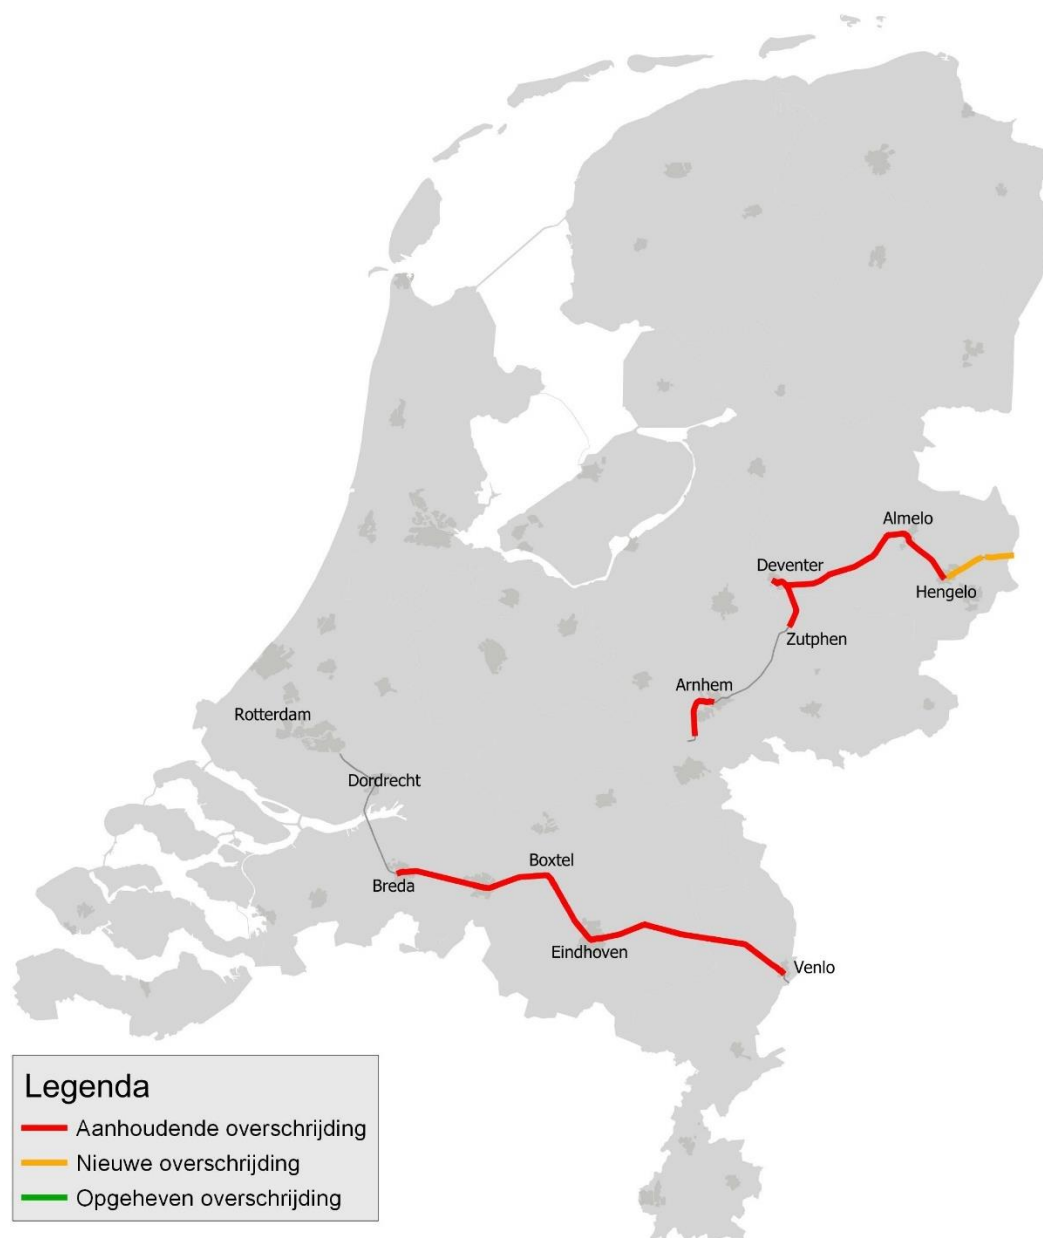 Almelo
Deventer
Hengelo
Zutphen
Arnhem
Rotterdam
Dordrecht
Boxtel
Breda
Eindhoven
Venlo
Legenda
Aanhoudende overschrijding
Nieuwe overschrijding
Opgeheven overschrijding